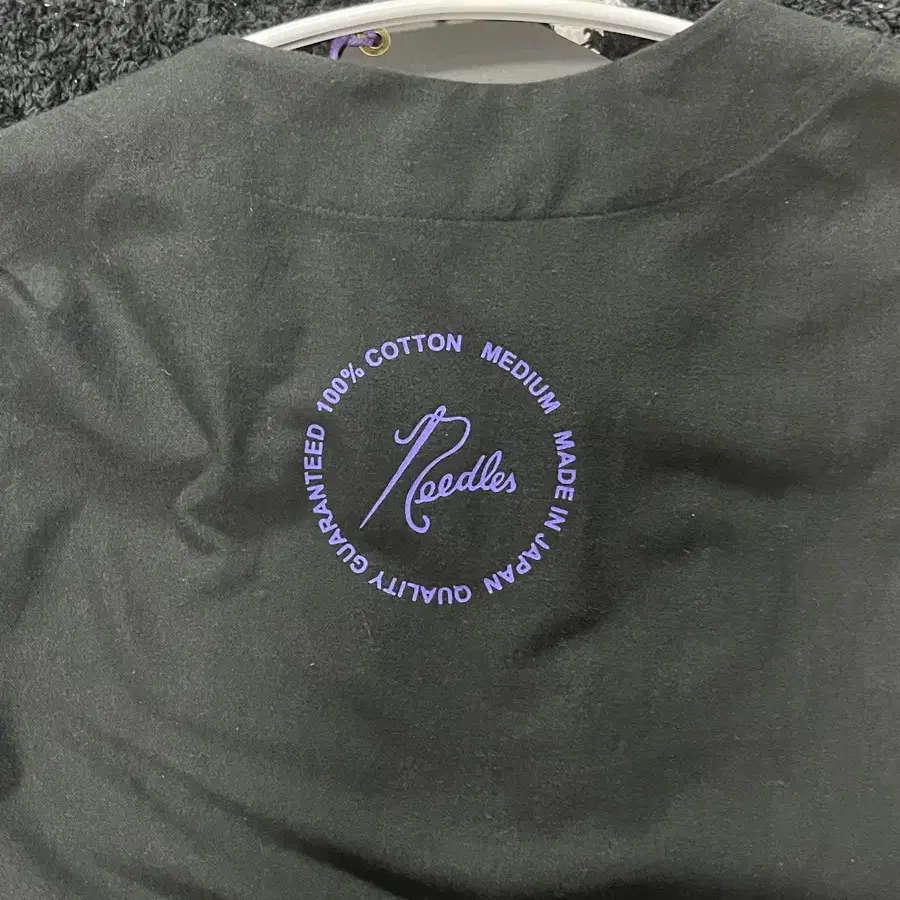 100% COTTON MEDIUM MADE IN JAPAN QUALITY GUARANTEED
Needles